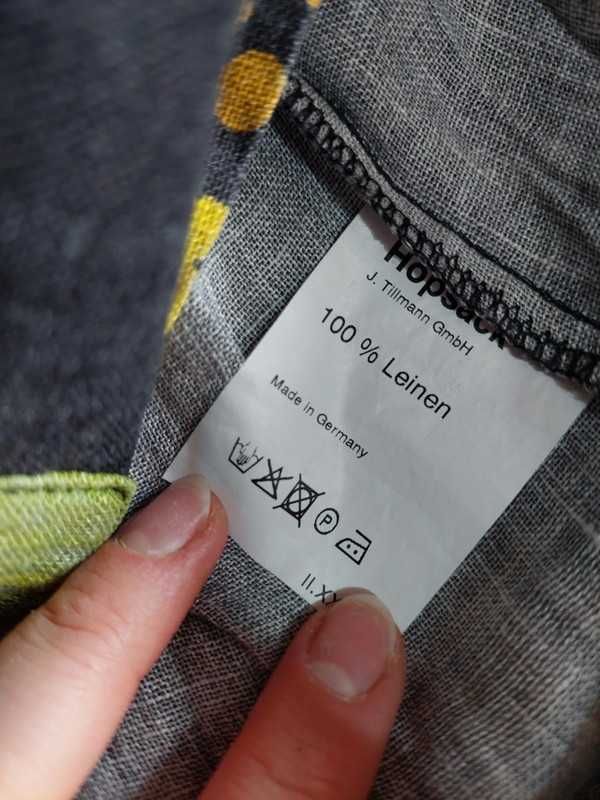 Hopsack
J. Tillmann GmbH
100 % Leinen
Made in Germany
P